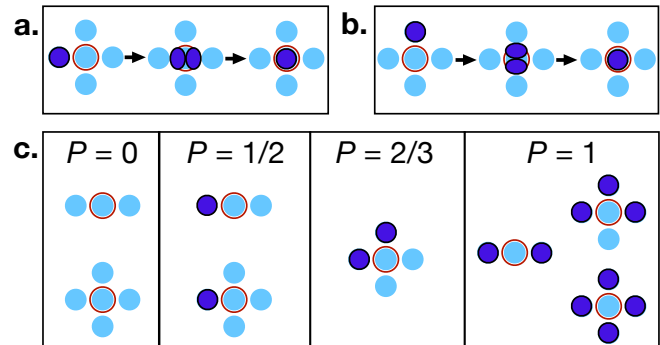 a.
b.
c.
P = 0
P = 1/2
P = 2/3
P = 1